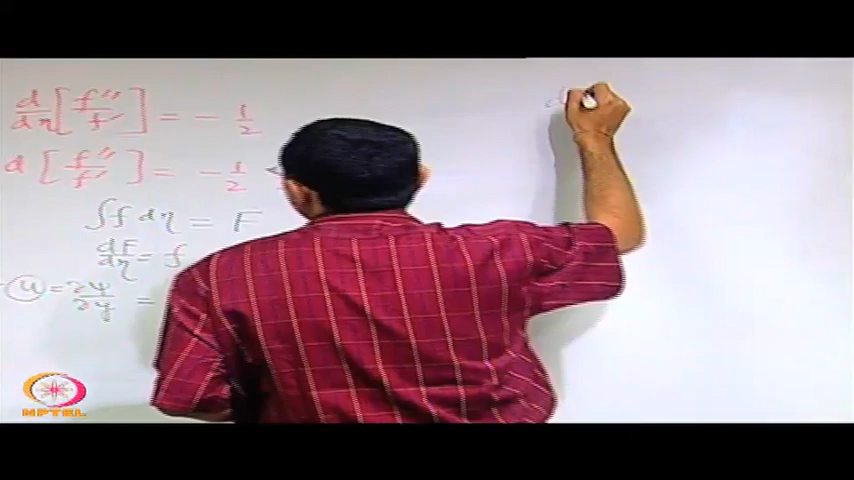 d/dη [f''/f'] = - 1/2
d [f''/f'] = - 1/2
∫f dη = F
dF/dη = f
u = ∂ψ/∂y =
d
NPTEL